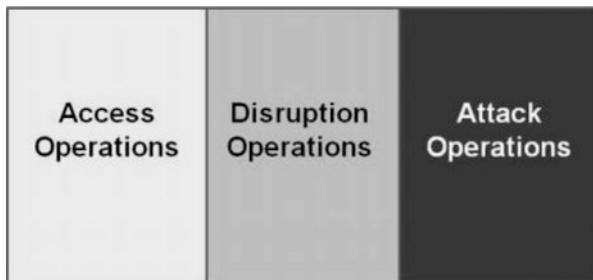 Access
Operations
Disruption
Operations
Attack
Operations